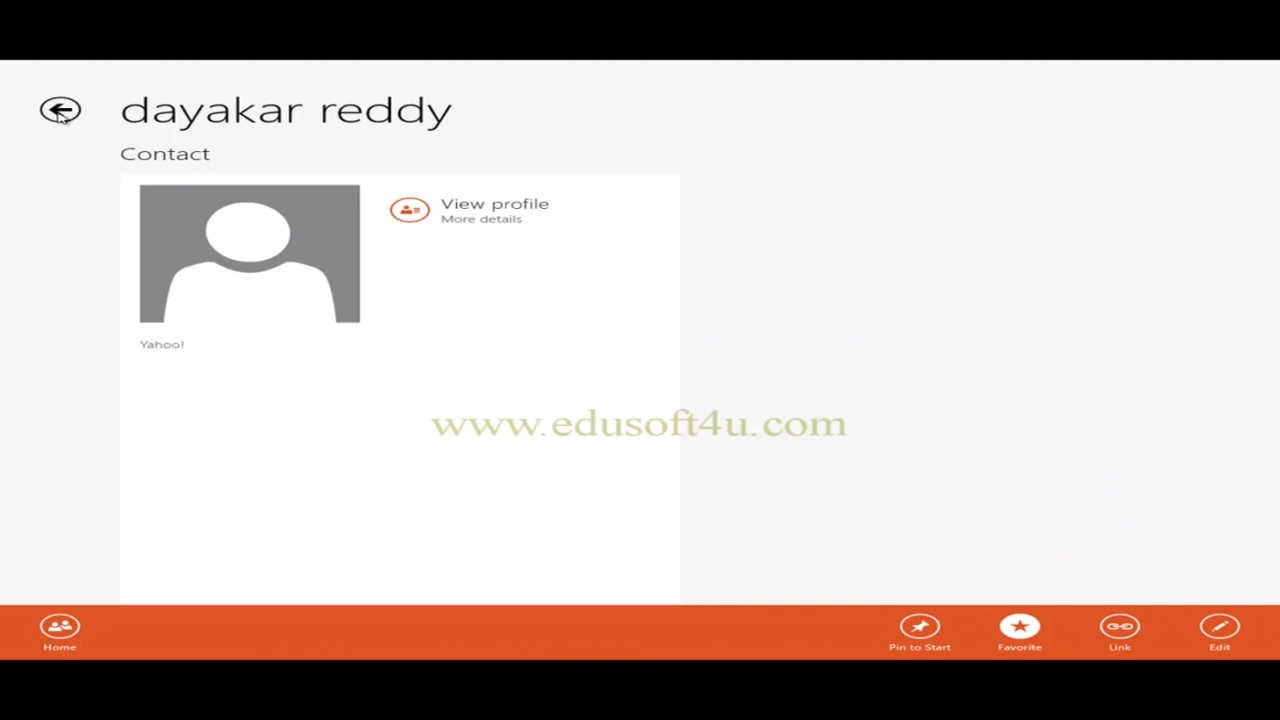 dayakar reddy
Contact
View profile
More details
Yahoo!
www.edusoft4u.com
Home
Pin to Start
Favorite
Link
Edit